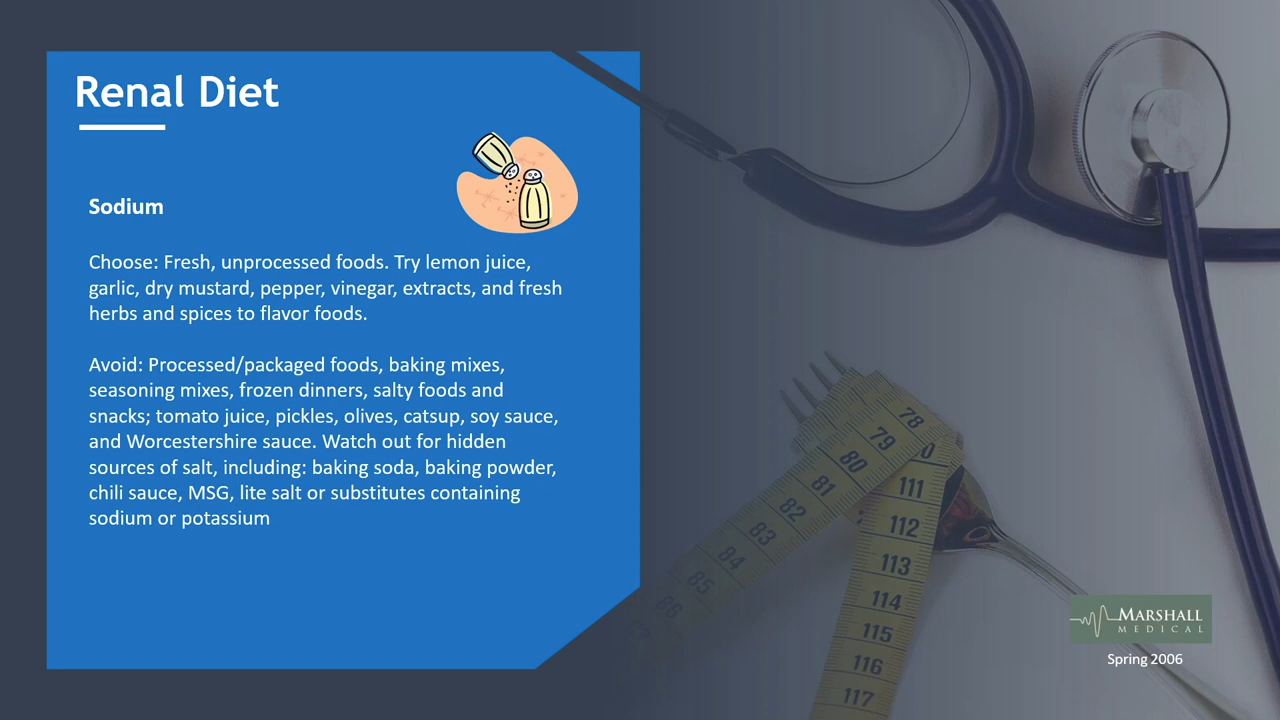 Renal Diet
Sodium
Choose: Fresh, unprocessed foods. Try lemon juice,
garlic, dry mustard, pepper, vinegar, extracts, and fresh
herbs and spices to flavor foods.
Avoid: Processed/packaged foods, baking mixes,
seasoning mixes, frozen dinners, salty foods and
snacks; tomato juice, pickles, olives, catsup, soy sauce,
and Worcestershire sauce. Watch out for hidden
sources of salt, including: baking soda, baking powder,
chili sauce, MSG, lite salt or substitutes containing
sodium or potassium
78
79
80
81
82
83
84
85
86
111
112
113
114
115
116
117
MARSHALL
MEDICAL
Spring 2006